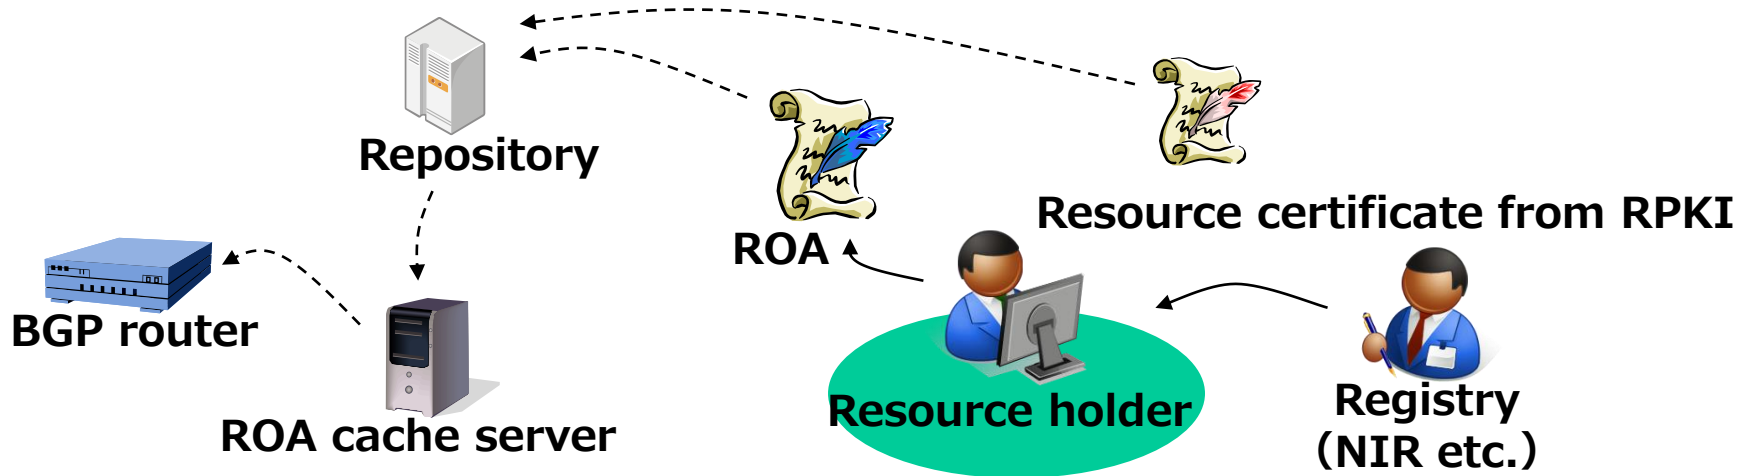 Repository
Resource certificate from RPKI
ROA
BGP router
Resource holder
Registry
(NIR etc.)
ROA cache server